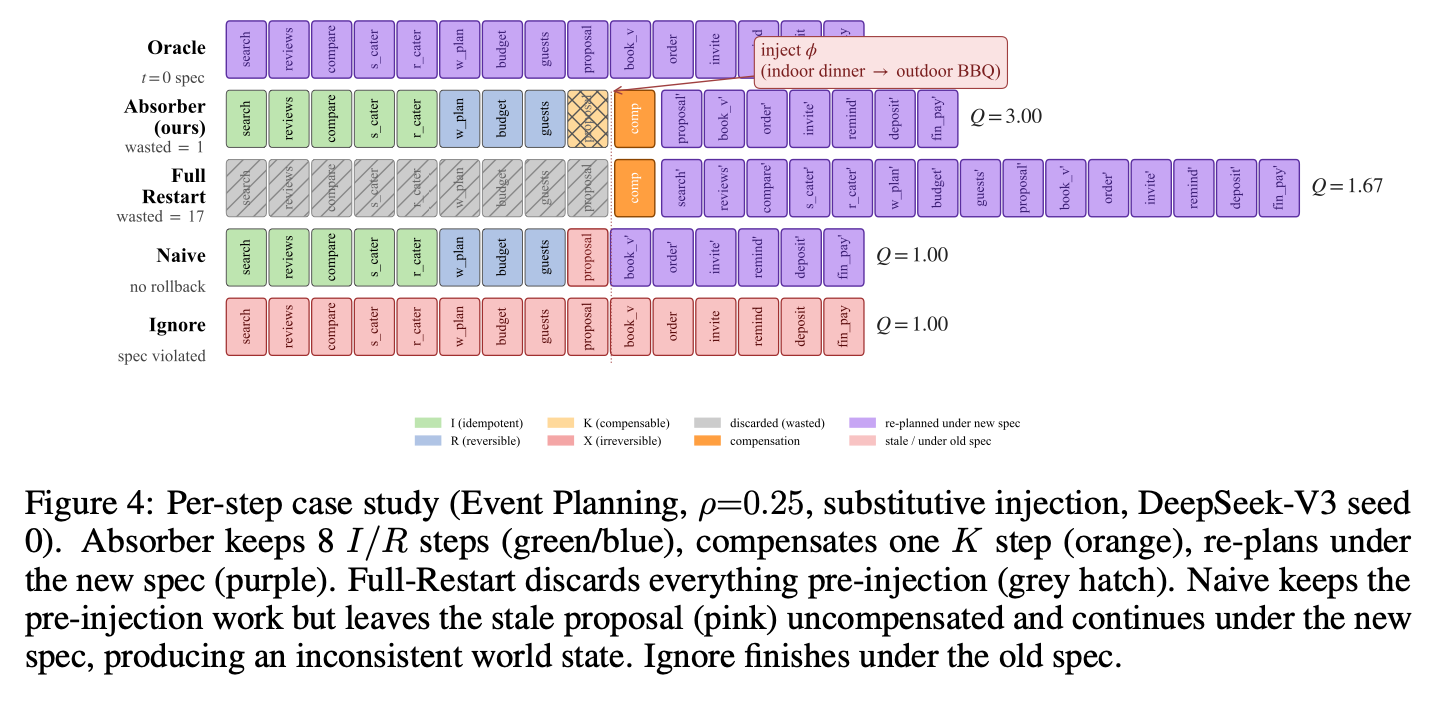 Oracle
t=0 spec
search reviews compare s_cater r_cater w_plan budget guests proposal book_v order invite
inject ϕ
(indoor dinner → outdoor BBQ)
Absorber
(ours)
wasted = 1
search reviews compare s_cater r_cater w_plan budget guests proposal comp proposal' book_v' order' invite' remind' deposit' fin_pay'
Q=3.00
Full
Restart
wasted = 17
search reviews compare s_cater r_cater w_plan budget guests proposal comp search' reviews' compare' s_cater' r_cater' w_plan' budget' guests' proposal' book_v' order' invite' remind' deposit' fin_pay'
Q=1.67
Naive
no rollback
search reviews compare s_cater r_cater w_plan budget guests proposal book_v' order' invite' remind' deposit' fin_pay'
Q=1.00
Ignore
spec violated
search reviews compare s_cater r_cater w_plan budget guests proposal book_v order invite remind deposit fin_pay
Q=1.00
I (idempotent) K (compensable) discarded (wasted) re-planned under new spec
R (reversible) X (irreversible) compensation stale / under old spec
Figure 4: Per-step case study (Event Planning, ρ=0.25, substitutive injection, DeepSeek-V3 seed
0). Absorber keeps 8 I/R steps (green/blue), compensates one K step (orange), re-plans under
the new spec (purple). Full-Restart discards everything pre-injection (grey hatch). Naive keeps the
pre-injection work but leaves the stale proposal (pink) uncompensated and continues under the new
spec, producing an inconsistent world state. Ignore finishes under the old spec.